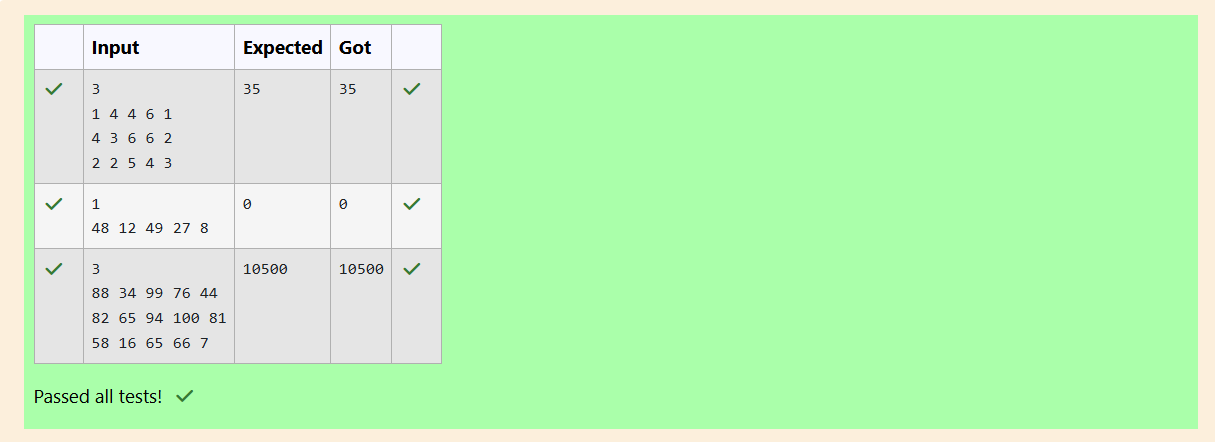 Input Expected Got
3 35 35
1 4 4 6 1
4 3 6 6 2
2 2 5 4 3
1 0 0
48 12 49 27 8
3 10500 10500
88 34 99 76 44
82 65 94 100 81
58 16 65 66 7
Passed all tests!